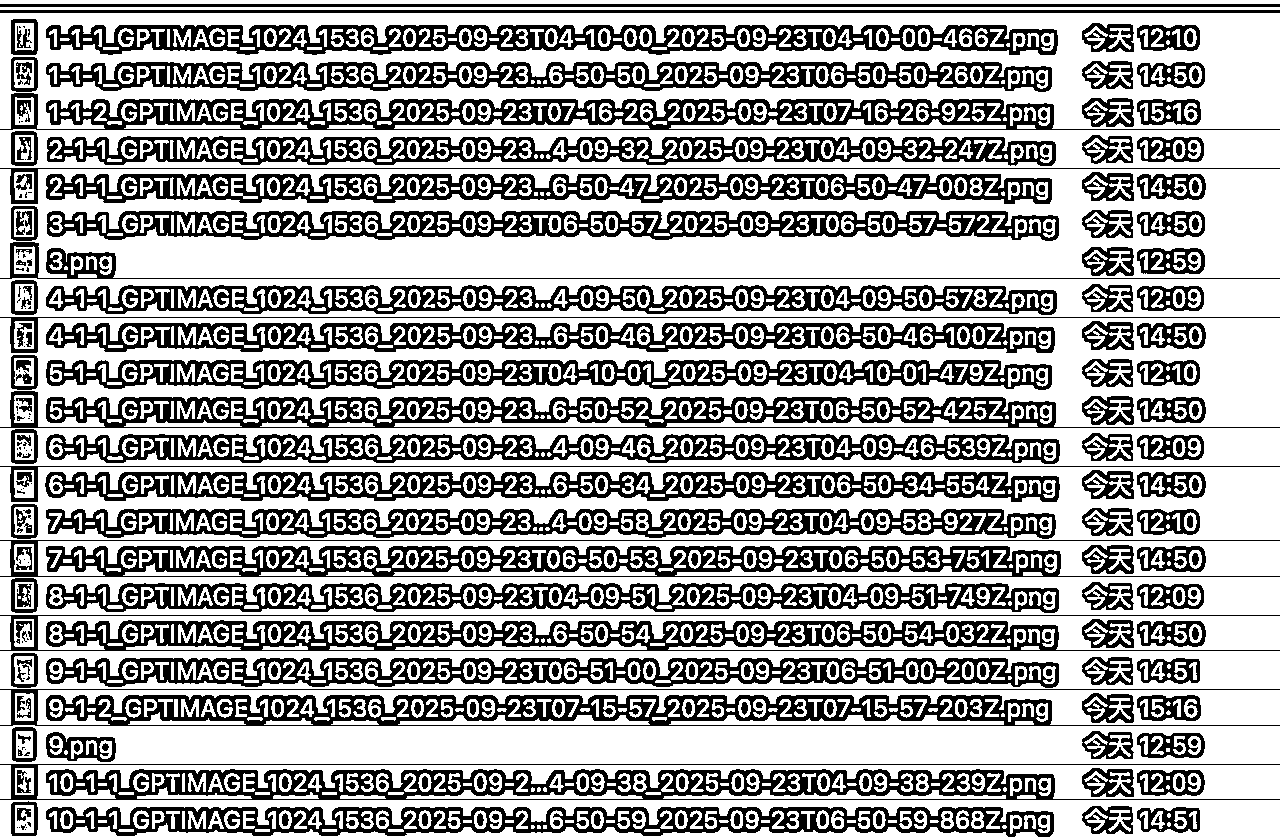 1-1-1_GPTIMAGE_1024_1536_2025-09-23T04-10-00_2025-09-23T04-10-00-466Z.png 今天 12:10
1-1-1_GPTIMAGE_1024_1536_2025-09-23...6-50-50_2025-09-23T06-50-50-260Z.png 今天 14:50
1-1-2_GPTIMAGE_1024_1536_2025-09-23T07-16-26_2025-09-23T07-16-26-925Z.png 今天 15:16
2-1-1_GPTIMAGE_1024_1536_2025-09-23...4-09-32_2025-09-23T04-09-32-247Z.png 今天 12:09
2-1-1_GPTIMAGE_1024_1536_2025-09-23...6-50-47_2025-09-23T06-50-47-008Z.png 今天 14:50
3-1-1_GPTIMAGE_1024_1536_2025-09-23T06-50-57_2025-09-23T06-50-57-572Z.png 今天 14:50
3.png 今天 12:59
4-1-1_GPTIMAGE_1024_1536_2025-09-23...4-09-50_2025-09-23T04-09-50-578Z.png 今天 12:09
4-1-1_GPTIMAGE_1024_1536_2025-09-23...6-50-46_2025-09-23T06-50-46-100Z.png 今天 14:50
5-1-1_GPTIMAGE_1024_1536_2025-09-23T04-10-01_2025-09-23T04-10-01-479Z.png 今天 12:10
5-1-1_GPTIMAGE_1024_1536_2025-09-23...6-50-52_2025-09-23T06-50-52-425Z.png 今天 14:50
6-1-1_GPTIMAGE_1024_1536_2025-09-23...4-09-46_2025-09-23T04-09-46-539Z.png 今天 12:09
6-1-1_GPTIMAGE_1024_1536_2025-09-23...6-50-34_2025-09-23T06-50-34-554Z.png 今天 14:50
7-1-1_GPTIMAGE_1024_1536_2025-09-23...4-09-58_2025-09-23T04-09-58-927Z.png 今天 12:10
7-1-1_GPTIMAGE_1024_1536_2025-09-23T06-50-53_2025-09-23T06-50-53-751Z.png 今天 14:50
8-1-1_GPTIMAGE_1024_1536_2025-09-23T04-09-51_2025-09-23T04-09-51-749Z.png 今天 12:09
8-1-1_GPTIMAGE_1024_1536_2025-09-23...6-50-54_2025-09-23T06-50-54-032Z.png 今天 14:50
9-1-1_GPTIMAGE_1024_1536_2025-09-23T06-51-00_2025-09-23T06-51-00-200Z.png 今天 14:51
9-1-2_GPTIMAGE_1024_1536_2025-09-23T07-15-57_2025-09-23T07-15-57-203Z.png 今天 15:16
9.png 今天 12:59
10-1-1_GPTIMAGE_1024_1536_2025-09-2...4-09-38_2025-09-23T04-09-38-239Z.png 今天 12:09
10-1-1_GPTIMAGE_1024_1536_2025-09-2...6-50-59_2025-09-23T06-50-59-868Z.png 今天 14:51